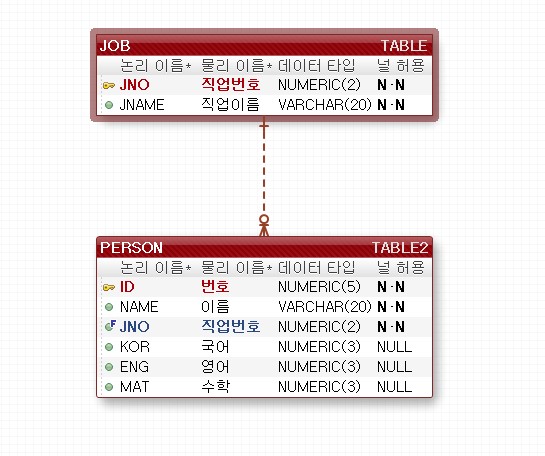 JOB TABLE
논리 이름* 물리 이름* 데이터 타입 널 허용
JNO 직업번호 NUMERIC(2) N·N
JNAME 직업이름 VARCHAR(20) N·N
PERSON TABLE2
논리 이름* 물리 이름* 데이터 타입 널 허용
ID 번호 NUMERIC(5) N·N
NAME 이름 VARCHAR(20) N·N
F JNO 직업번호 NUMERIC(2) N·N
KOR 국어 NUMERIC(3) NULL
ENG 영어 NUMERIC(3) NULL
MAT 수학 NUMERIC(3) NULL